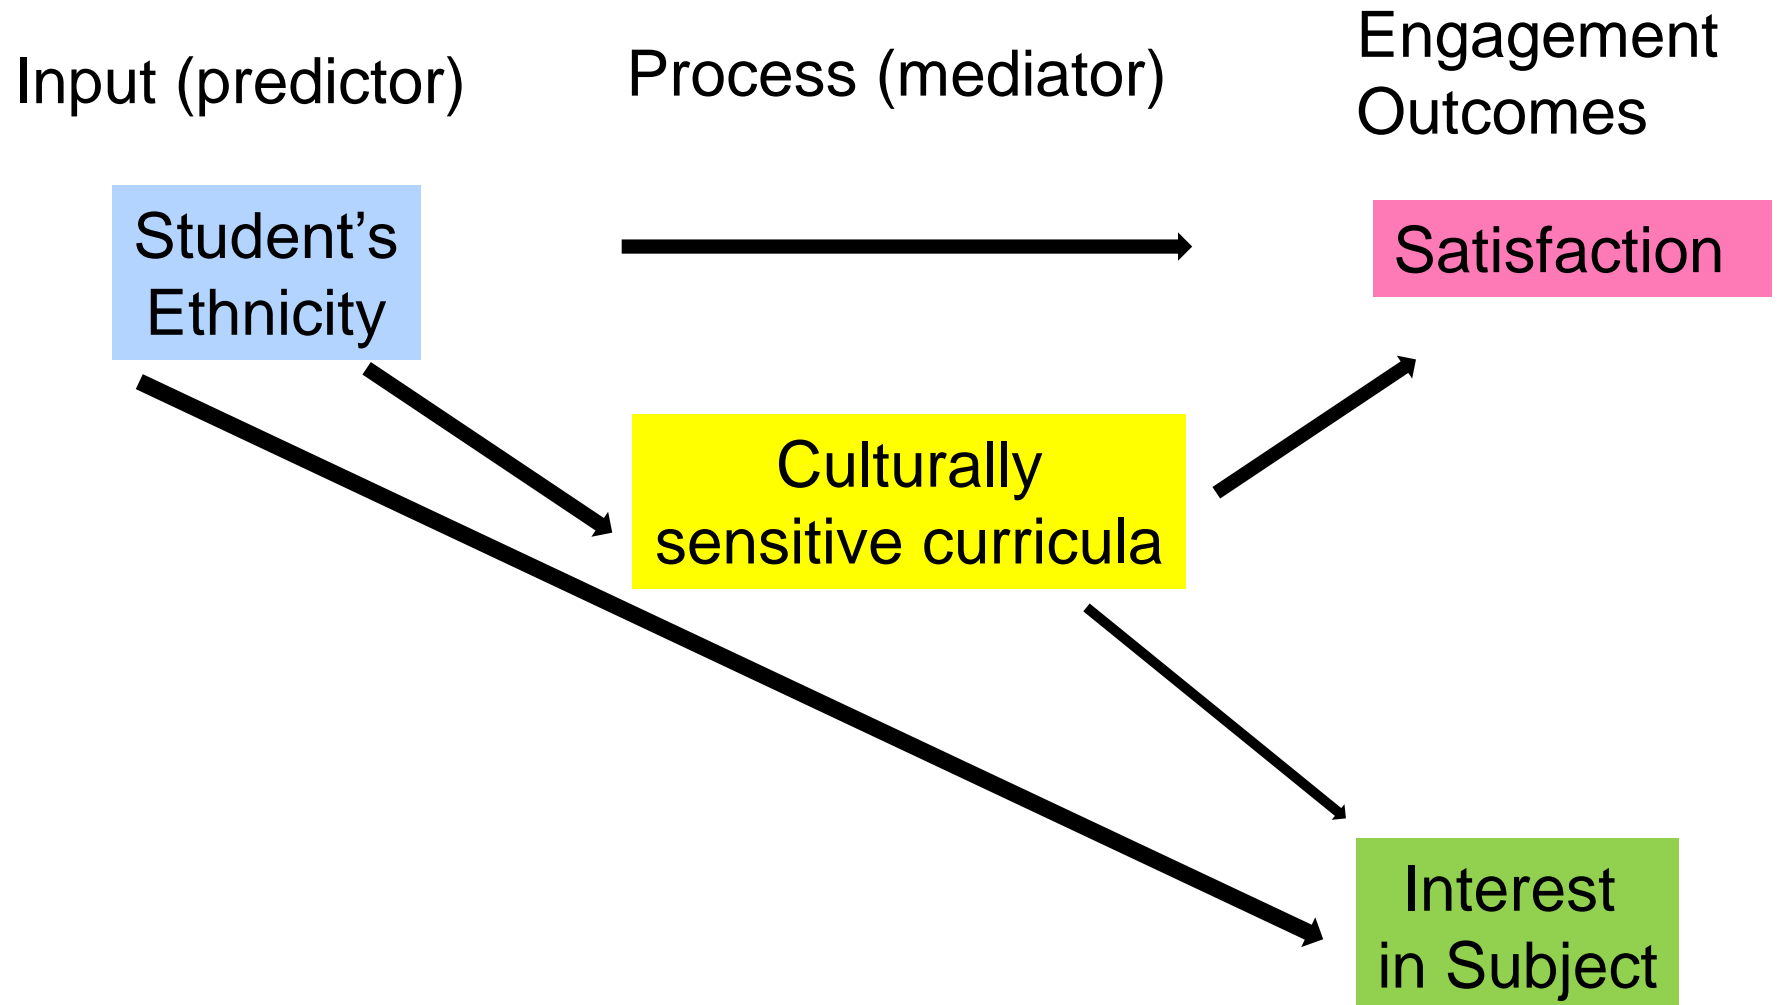 Input (predictor)
Process (mediator)
Engagement
Outcomes
Student’s
Ethnicity
Satisfaction
Culturally
sensitive curricula
Interest
in Subject